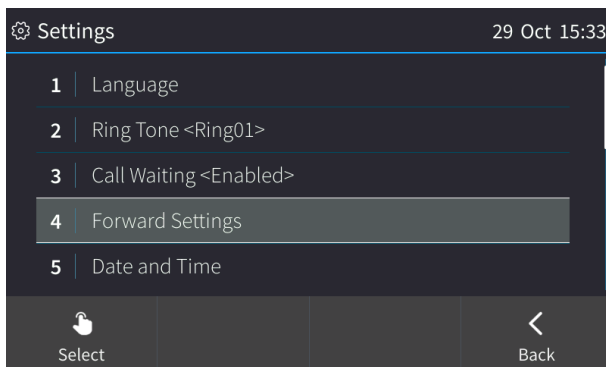 Settings 29 Oct 15:33
1 Language
2 Ring Tone <Ring01>
3 Call Waiting <Enabled>
4 Forward Settings
5 Date and Time
Select Back